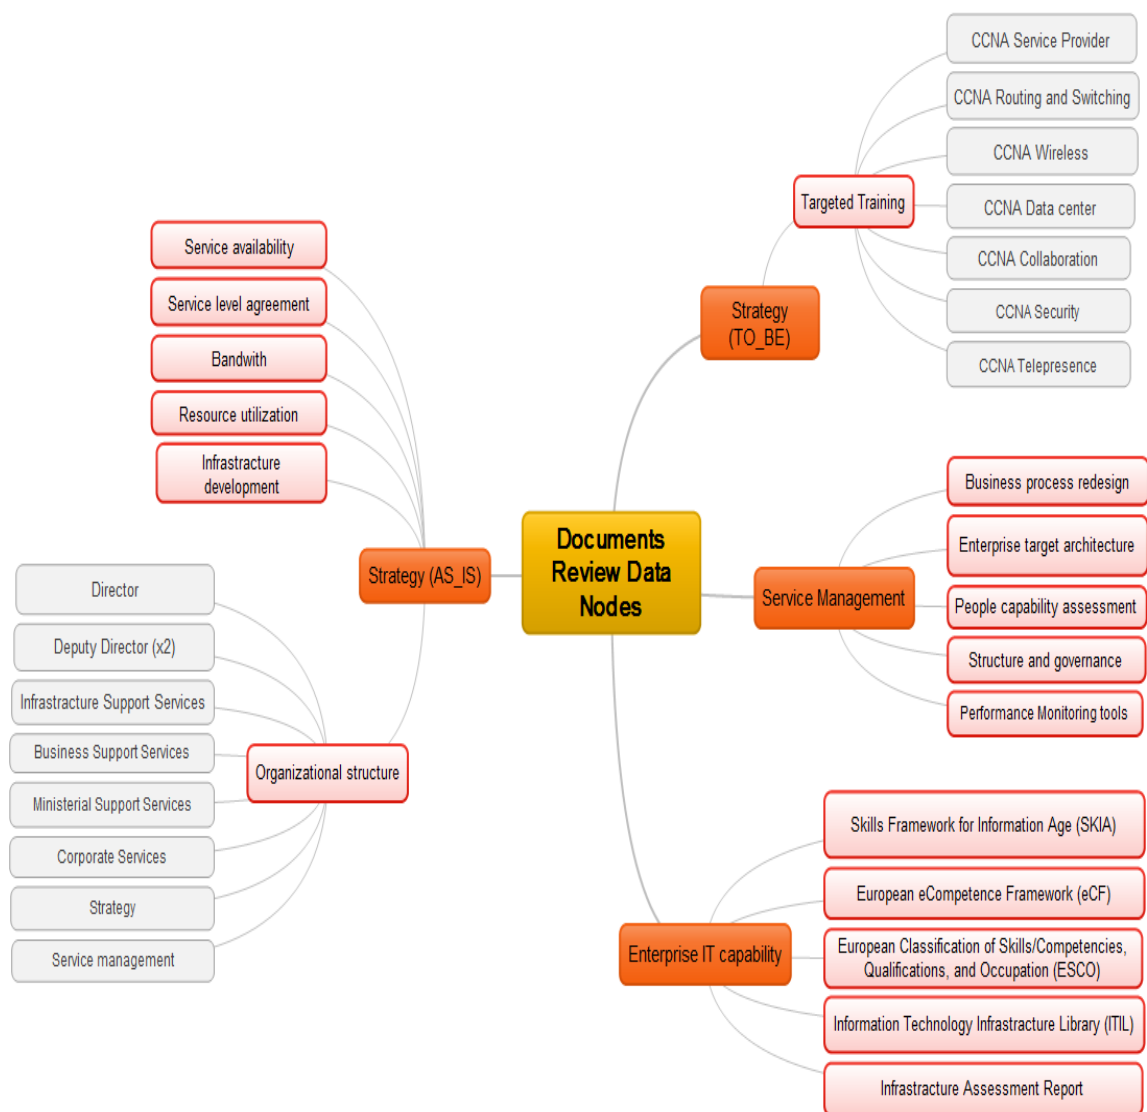 Documents
Review Data
Nodes
Strategy
(TO_BE)
Targeted Training
CCNA Service Provider
CCNA Routing and Switching
CCNA Wireless
CCNA Data center
CCNA Collaboration
CCNA Security
CCNA Telepresence
Service Management
Business process redesign
Enterprise target architecture
People capability assessment
Structure and governance
Performance Monitoring tools
Enterprise IT capability
Skills Framework for Information Age (SKIA)
European eCompetence Framework (eCF)
European Classification of Skills/Competencies,
Qualifications, and Occupation (ESCO)
Information Technology Infrastructure Library (ITIL)
Infrastructure Assessment Report
Strategy (AS_IS)
Service availability
Service level agreement
Bandwith
Resource utilization
Infrastracture
development
Organizational structure
Director
Deputy Director (x2)
Infrastracture Support Services
Business Support Services
Ministerial Support Services
Corporate Services
Strategy
Service management